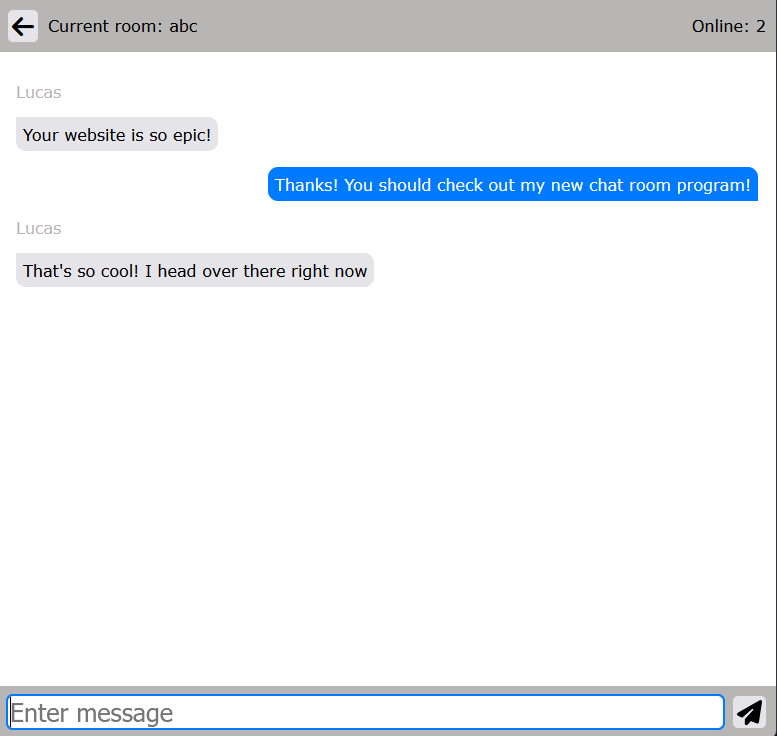 Current room: abc
Online: 2
Lucas
Your website is so epic!
Thanks! You should check out my new chat room program!
Lucas
That's so cool! I head over there right now
Enter message